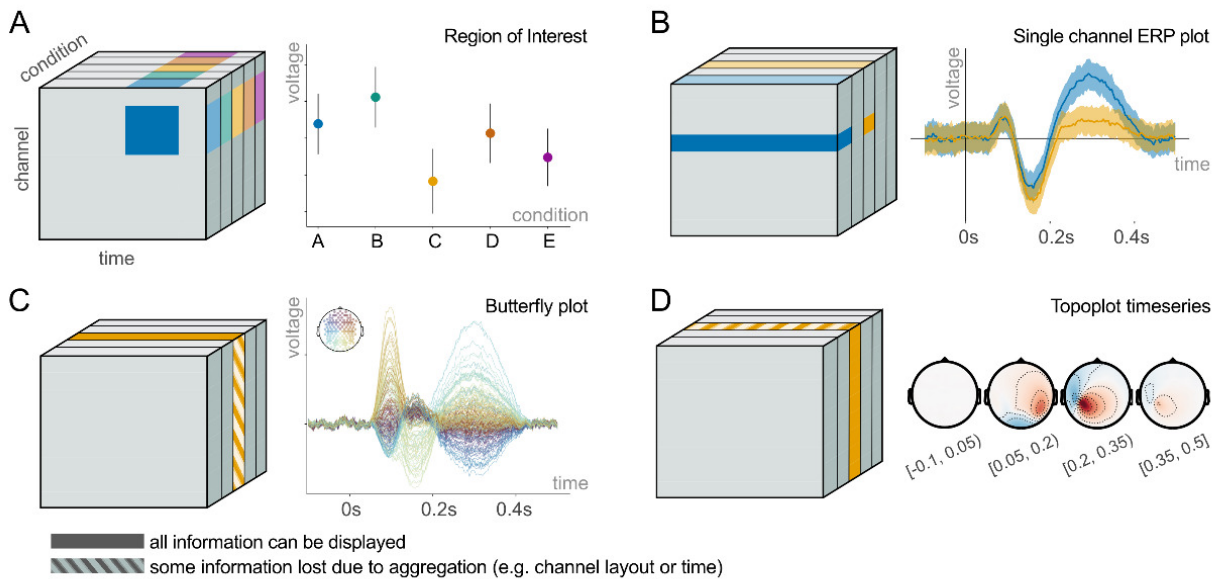 A
condition
channel
time
Region of Interest
voltage
condition
A B C D E
B
Single channel ERP plot
voltage
time
0s 0.2s 0.4s
C
Butterfly plot
voltage
time
0s 0.2s 0.4s
D
Topoplot timeseries
[-0.1, 0.05)
[0.05, 0.2)
[0.2, 0.35)
[0.35, 0.5]
all information can be displayed
some information lost due to aggregation (e.g. channel layout or time)